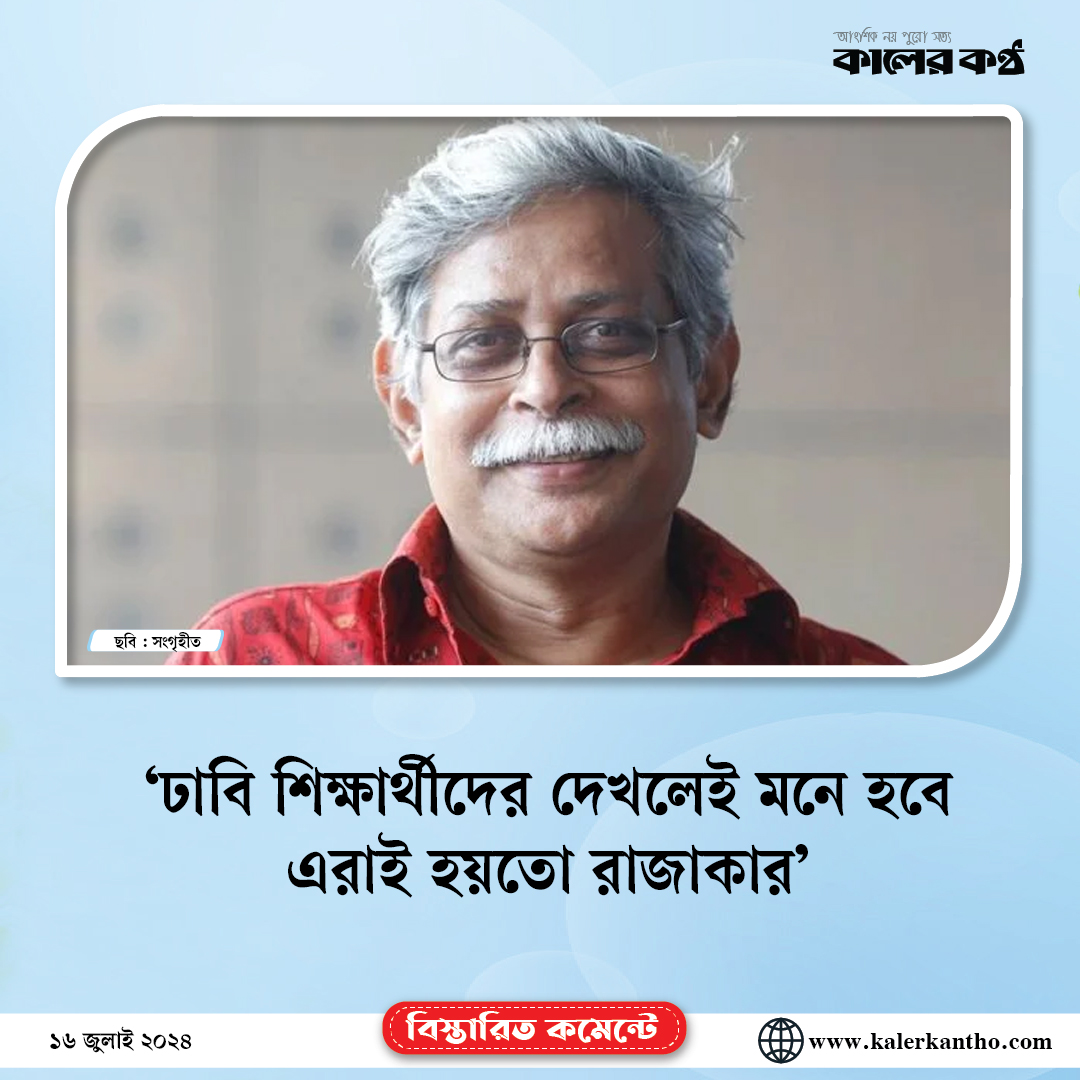 আংশিক নয় পুরো সত্য
কালের কণ্ঠ
ছবি : সংগৃহীত
‘ঢাবি শিক্ষার্থীদের দেখলেই মনে হবে
এরাই হয়তো রাজাকার’
বিস্তারিত কমেন্টে
১৬ জুলাই ২০২৪
www.kalerkantho.com